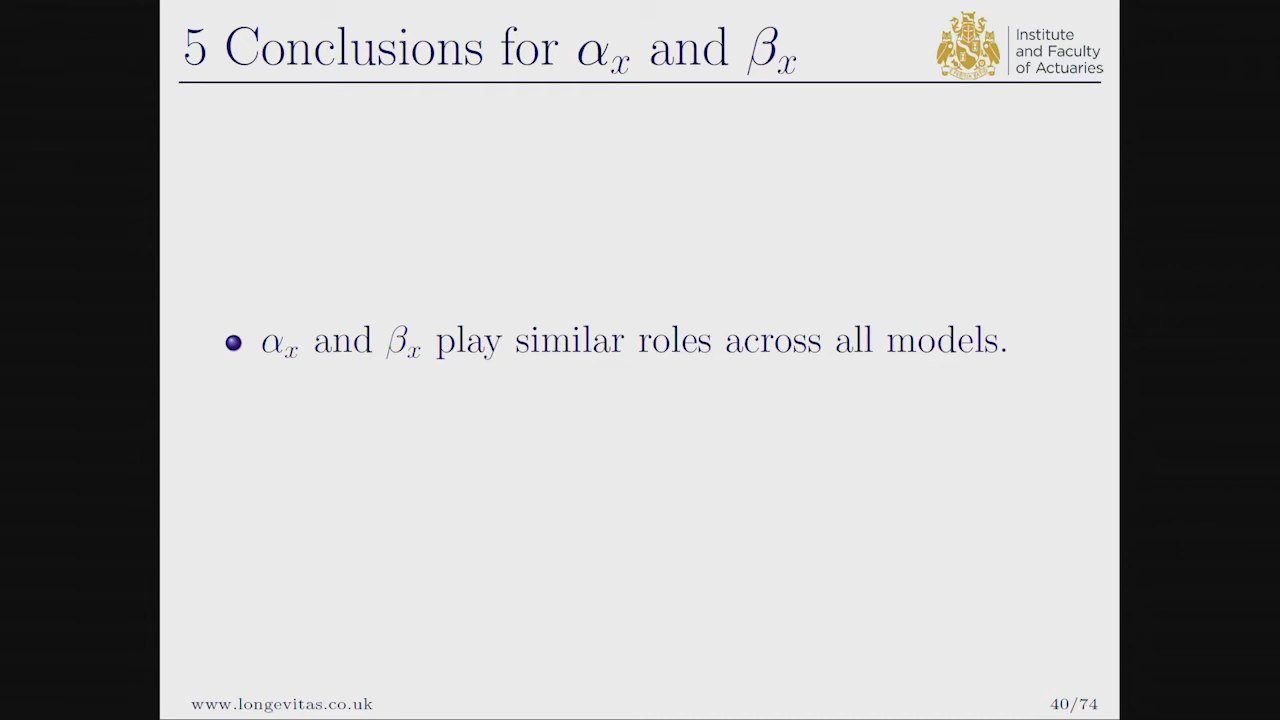 5 Conclusions for αₓ and βₓ
Institute
and Faculty
of Actuaries
αₓ and βₓ play similar roles across all models.
www.longevitas.co.uk
40/74